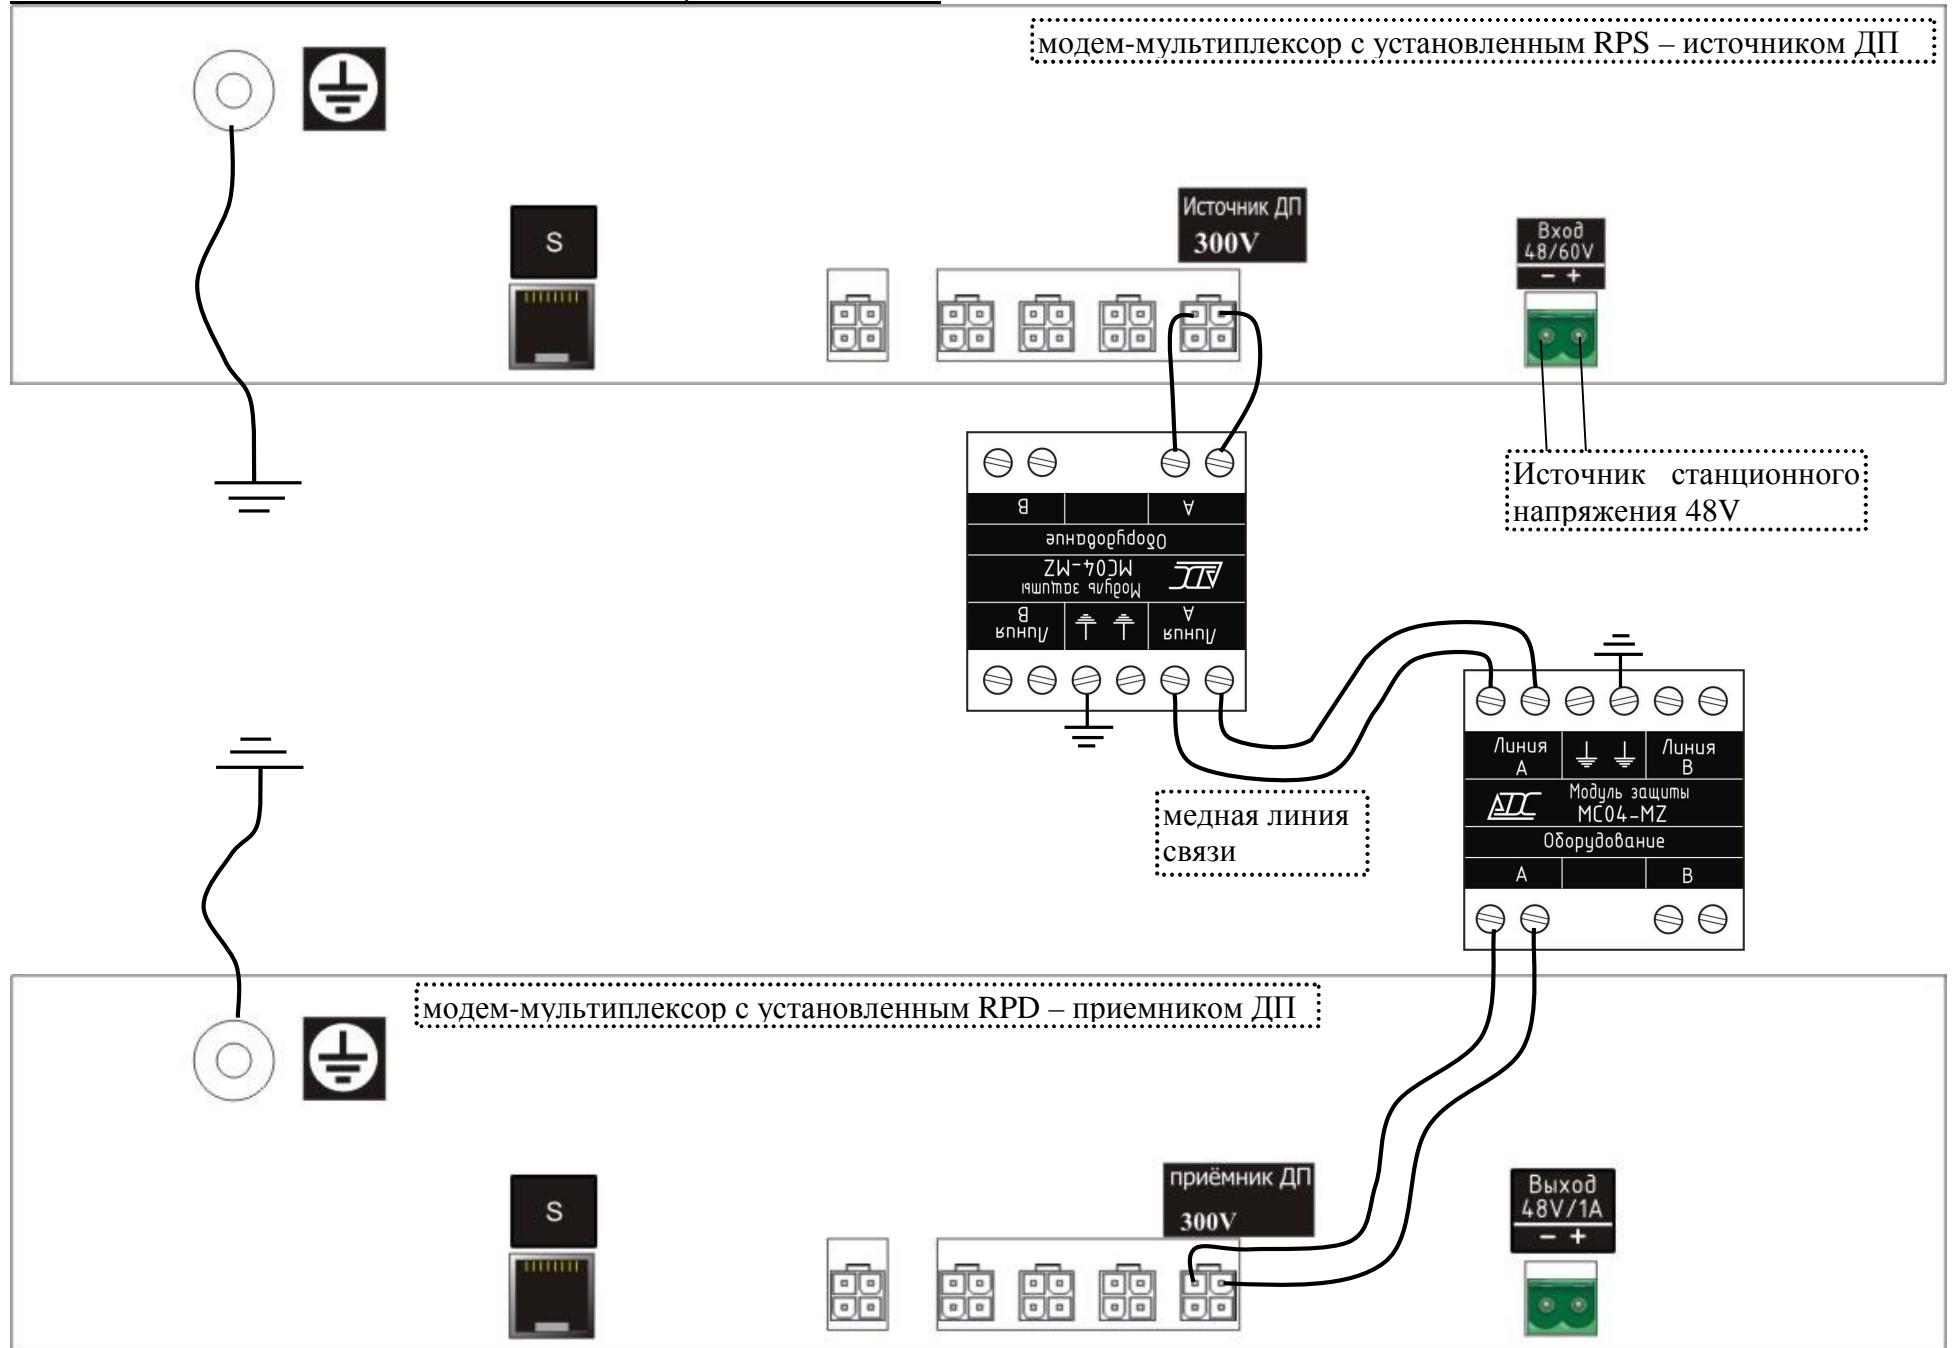 модем-мультиплексор с установленным RPS – источником ДП
Источник ДП
300V
S
Вход
48/60V
– +
Источник станционного
напряжения 48V
В
А
Оборудование
Модуль защиты
МС04-MZ
ADC
Линия
В
Линия
А
Линия
А
Линия
В
ADC
Модуль защиты
МС04-MZ
Оборудование
А
В
медная линия
связи
модем-мультиплексор с установленным RPD – приемником ДП
приёмник ДП
300V
S
Выход
48V/1A
– +